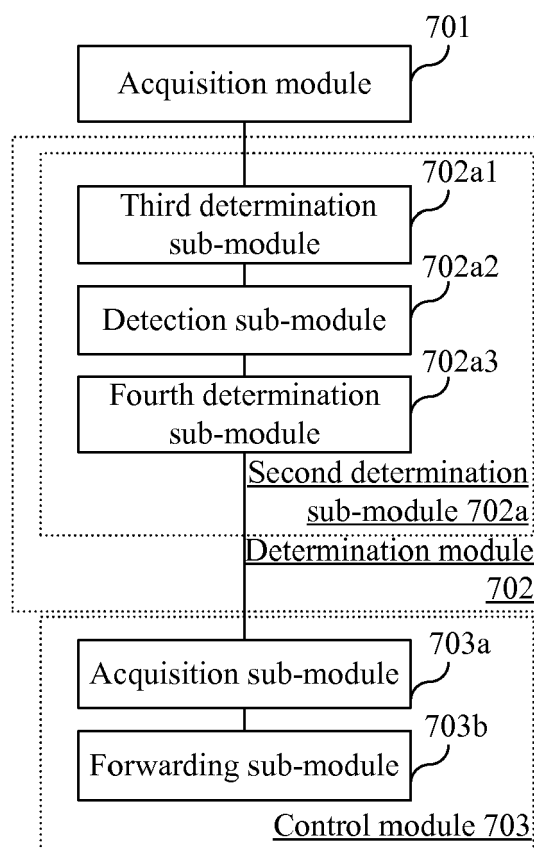 701
Acquisition module
702a1
Third determination
sub-module
702a2
Detection sub-module
702a3
Fourth determination
sub-module
Second determination
sub-module 702a
Determination module
702
703a
Acquisition sub-module
703b
Forwarding sub-module
Control module 703